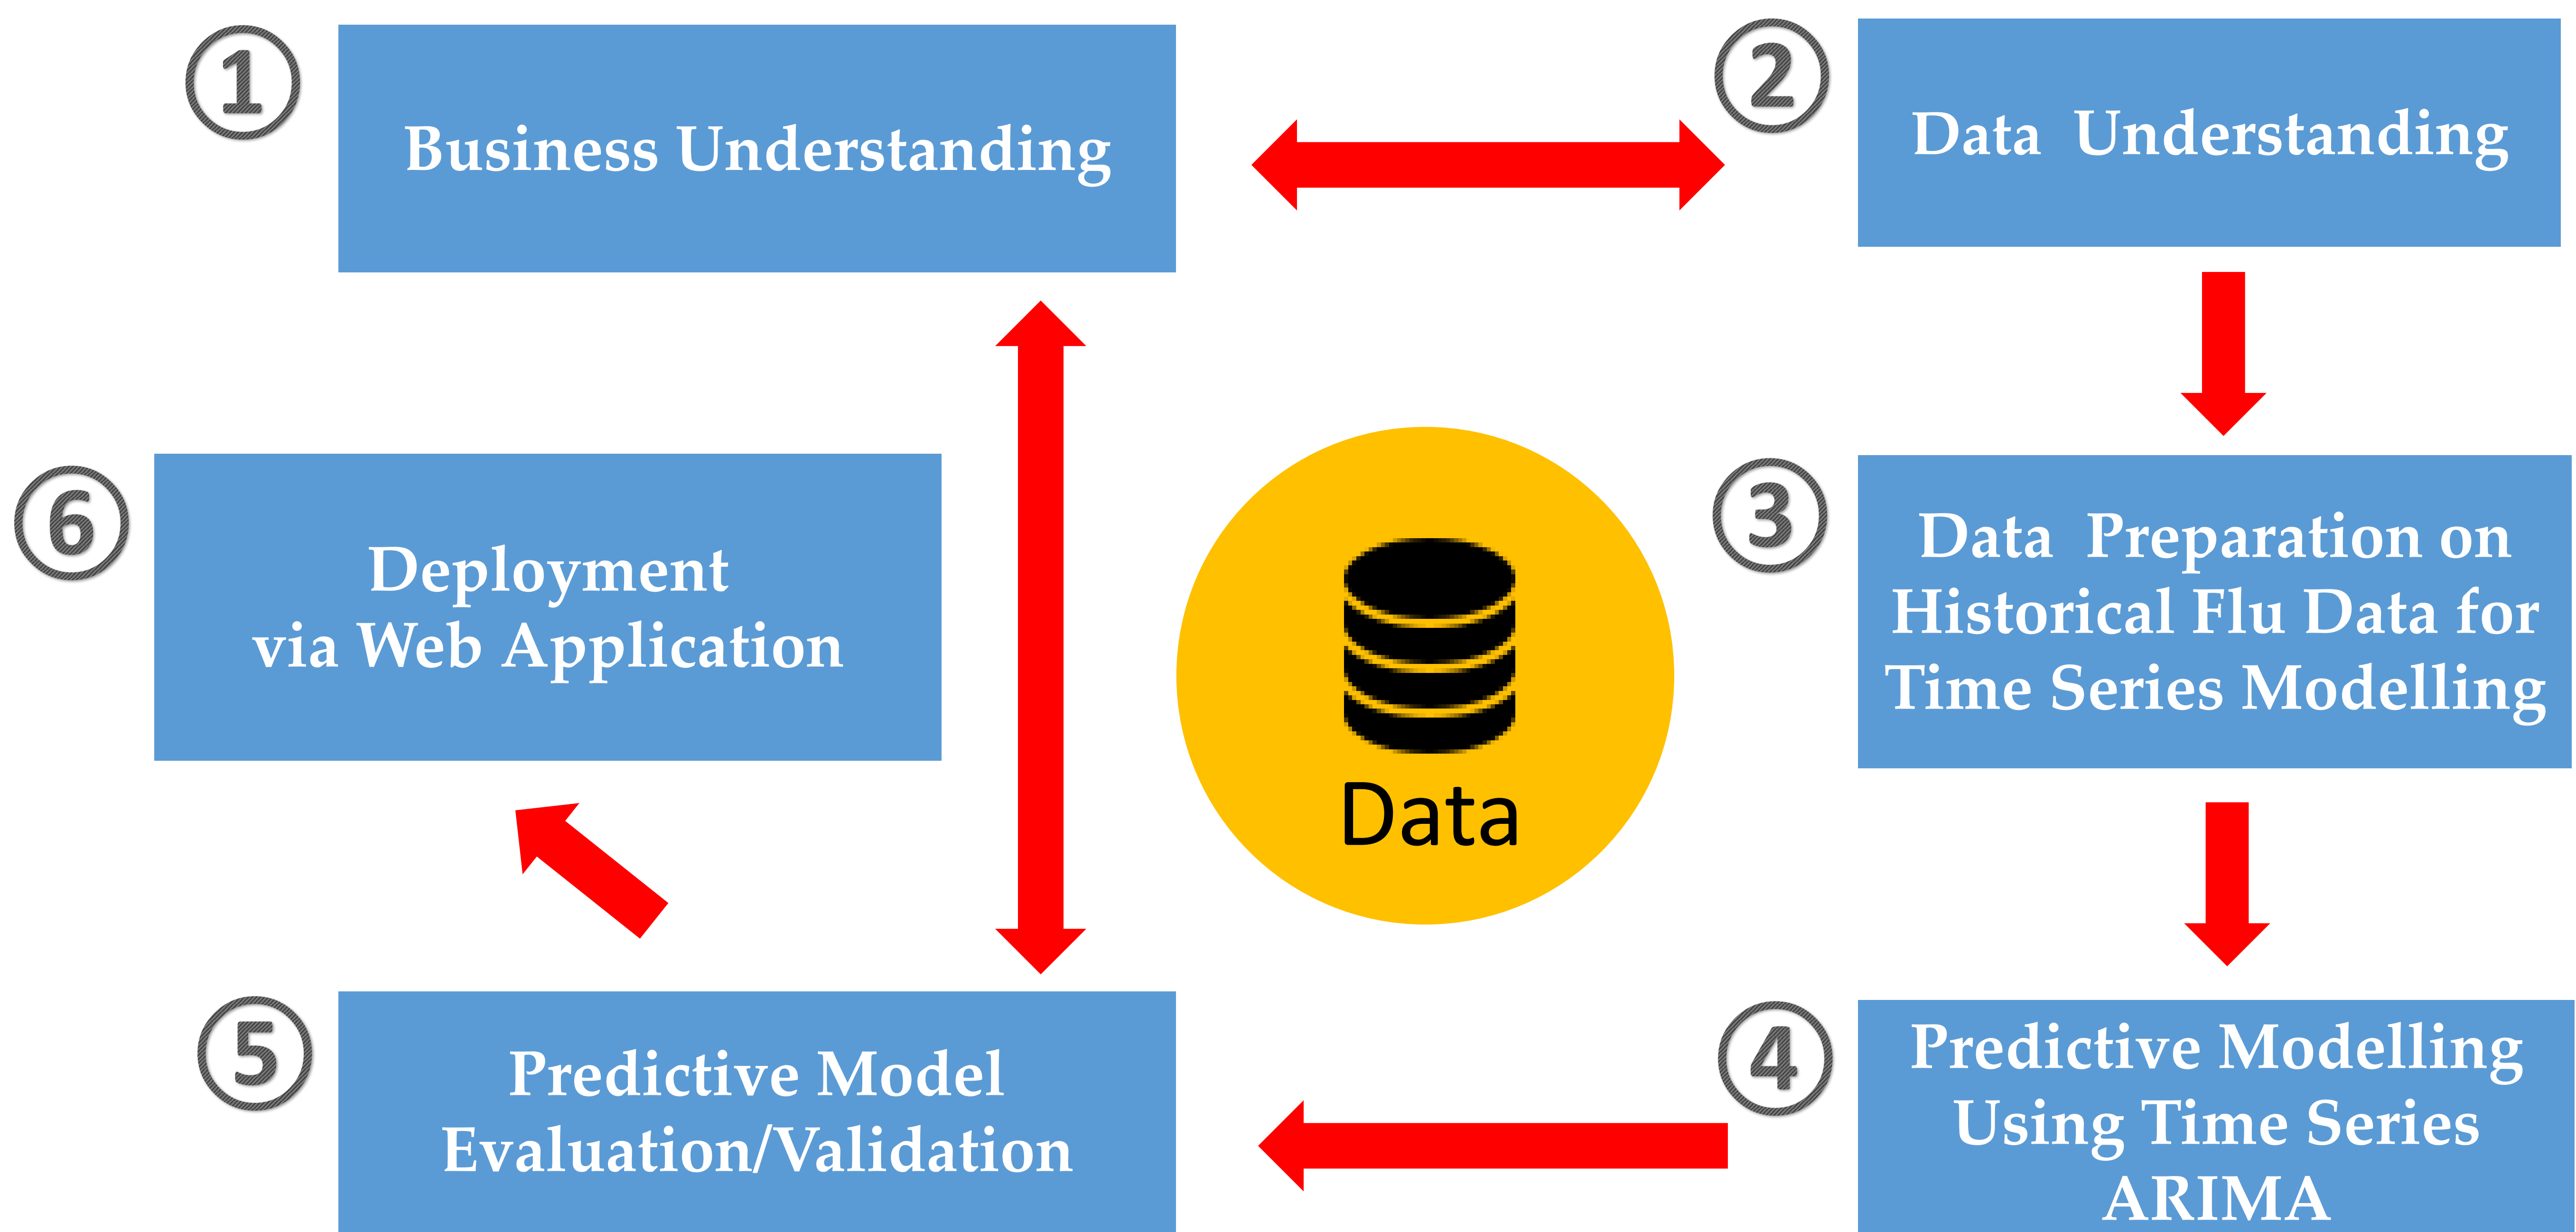 ①
Business Understanding
②
Data Understanding
③
Data Preparation on
Historical Flu Data for
Time Series Modelling
④
Predictive Modelling
Using Time Series
ARIMA
⑤
Predictive Model
Evaluation/Validation
⑥
Deployment
via Web Application
Data